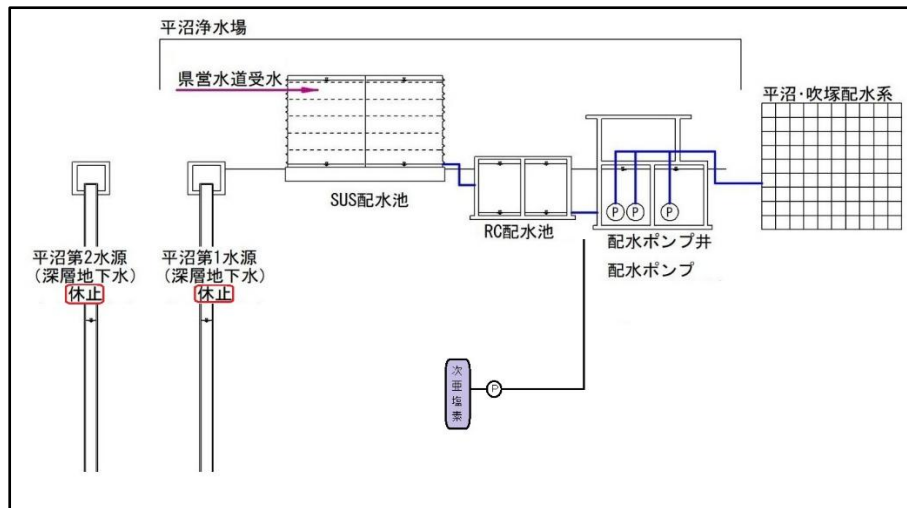 平沼浄水場
県営水道受水
平沼・吹塚配水系
SUS配水池
RC配水池
P
P
P
配水ポンプ井
配水ポンプ
平沼第2水源
(深層地下水)
休止
平沼第1水源
(深層地下水)
休止
次亜塩素
P